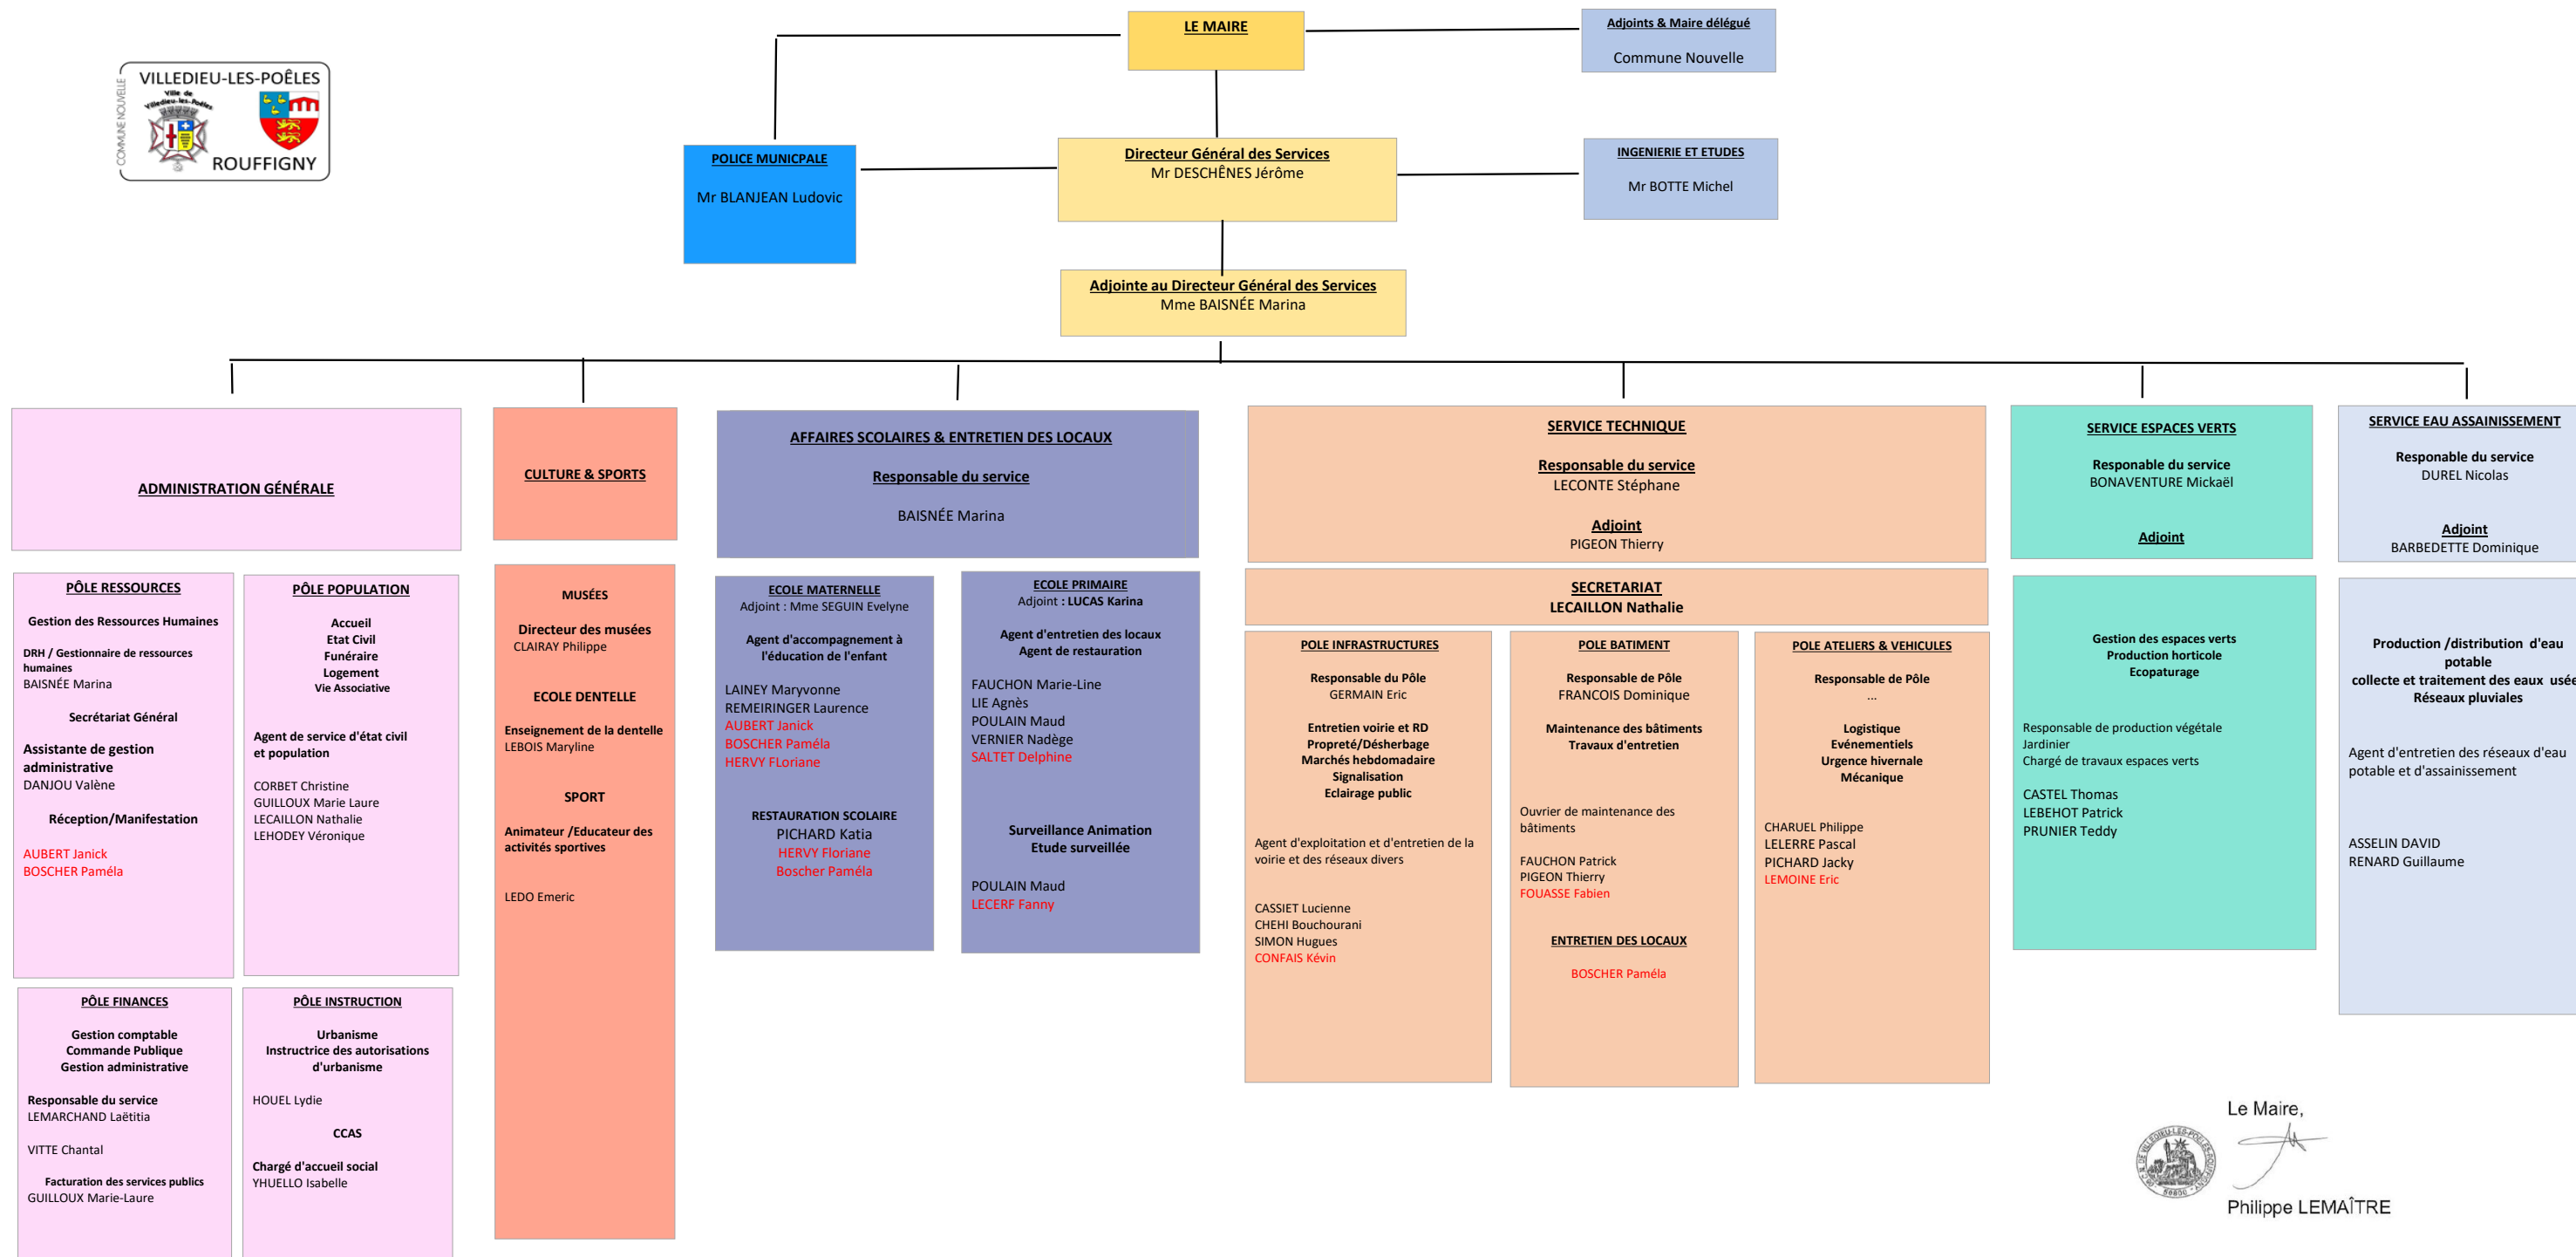 COMMUNE NOUVELLE
VILLEDIEU-LES-POÊLES
Ville de
Villedieu-les-Poêles
ROUFFIGNY
LE MAIRE
Adjoints & Maire délégué
Commune Nouvelle
POLICE MUNICPALE
Mr BLANJEAN Ludovic
Directeur Général des Services
Mr DESCHÊNES Jérôme
INGENIERIE ET ETUDES
Mr BOTTE Michel
Adjointe au Directeur Général des Services
Mme BAISNÉE Marina
ADMINISTRATION GÉNÉRALE
PÔLE RESSOURCES
Gestion des Ressources Humaines
DRH / Gestionnaire de ressources
humaines
BAISNÉE Marina
Secrétariat Général
Assistante de gestion
administrative
DANJOU Valène
Réception/Manifestation
AUBERT Janick
BOSCHER Paméla
PÔLE POPULATION
Accueil
Etat Civil
Funéraire
Logement
Vie Associative
Agent de service d'état civil
et population
CORBET Christine
GUILLOUX Marie Laure
LECAILLON Nathalie
LEHODEY Véronique
PÔLE FINANCES
Gestion comptable
Commande Publique
Gestion administrative
Responsable du service
LEMARCHAND Laëtitia
VITTE Chantal
Facturation des services publics
GUILLOUX Marie-Laure
PÔLE INSTRUCTION
Urbanisme
Instructrice des autorisations
d'urbanisme
HOUEL Lydie
CCAS
Chargé d'accueil social
YHUELLO Isabelle
CULTURE & SPORTS
MUSÉES
Directeur des musées
CLAIRAY Philippe
ECOLE DENTELLE
Enseignement de la dentelle
LEBOIS Maryline
SPORT
Animateur /Educateur des
activités sportives
LEDO Emeric
AFFAIRES SCOLAIRES & ENTRETIEN DES LOCAUX
Responsable du service
BAISNÉE Marina
ECOLE MATERNELLE
Adjoint : Mme SEGUIN Evelyne
Agent d'accompagnement à
l'éducation de l'enfant
LAINEY Maryvonne
REMEIRINGER Laurence
AUBERT Janick
BOSCHER Paméla
HERVY FLoriane
RESTAURATION SCOLAIRE
PICHARD Katia
HERVY Floriane
Boscher Paméla
ECOLE PRIMAIRE
Adjoint : LUCAS Karina
Agent d'entretien des locaux
Agent de restauration
FAUCHON Marie-Line
LIE Agnès
POULAIN Maud
VERNIER Nadège
SALTET Delphine
Surveillance Animation
Etude surveillée
POULAIN Maud
LECERF Fanny
SERVICE TECHNIQUE
Responsable du service
LECONTE Stéphane
Adjoint
PIGEON Thierry
SECRETARIAT
LECAILLON Nathalie
POLE INFRASTRUCTURES
Responsable du Pôle
GERMAIN Eric
Entretien voirie et RD
Propreté/Désherbage
Marchés hebdomadaire
Signalisation
Eclairage public
Agent d'exploitation et d'entretien de la
voirie et des réseaux divers
CASSIET Lucienne
CHEHI Bouchourani
SIMON Hugues
CONFAIS Kévin
POLE BATIMENT
Responsable de Pôle
FRANCOIS Dominique
Maintenance des bâtiments
Travaux d'entretien
Ouvrier de maintenance des
bâtiments
FAUCHON Patrick
PIGEON Thierry
FOUASSE Fabien
ENTRETIEN DES LOCAUX
BOSCHER Paméla
POLE ATELIERS & VEHICULES
Responsable de Pôle
...
Logistique
Evénementiels
Urgence hivernale
Mécanique
CHARUEL Philippe
LELERRE Pascal
PICHARD Jacky
LEMOINE Eric
SERVICE ESPACES VERTS
Responable du service
BONAVENTURE Mickaël
Adjoint
Gestion des espaces verts
Production horticole
Ecopaturage
Responsable de production végétale
Jardinier
Chargé de travaux espaces verts
CASTEL Thomas
LEBEHOT Patrick
PRUNIER Teddy
SERVICE EAU ASSAINISSEMENT
Responable du service
DUREL Nicolas
Adjoint
BARBEDETTE Dominique
Production /distribution d'eau
potable
collecte et traitement des eaux usée
Réseaux pluviales
Agent d'entretien des réseaux d'eau
potable et d'assainissement
ASSELIN DAVID
RENARD Guillaume
Le Maire,
Philippe LEMAÎTRE